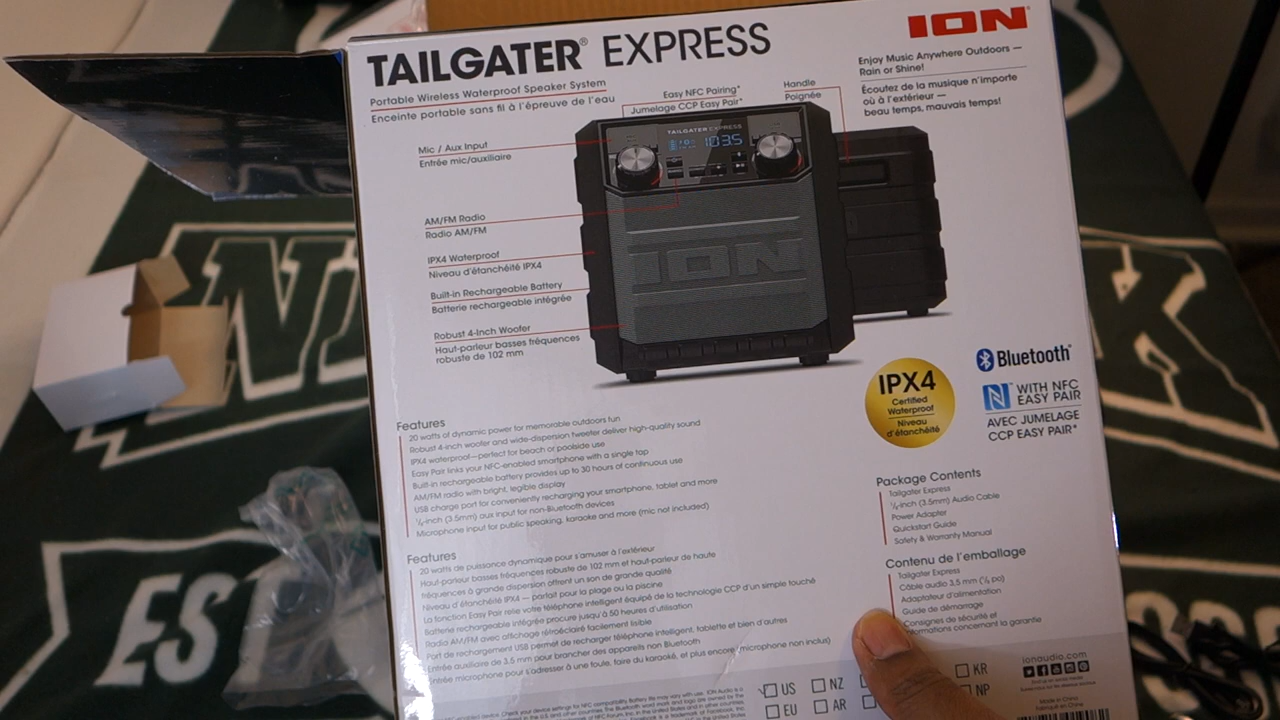 TAILGATER® EXPRESS
ION
Portable Wireless Waterproof Speaker System
Enceinte portable sans fil à l'épreuve de l'eau
Enjoy Music Anywhere Outdoors —
Rain or Shine!
Écoutez de la musique n'importe
où à l'extérieur —
beau temps, mauvais temps!
Easy NFC Pairing*
Jumelage CCP Easy Pair*
Handle
Poignée
Mic / Aux Input
Entrée mic/auxiliaire
AM/FM Radio
Radio AM/FM
IPX4 Waterproof
Niveau d'étanchéité IPX4
Built-in Rechargeable Battery
Batterie rechargeable intégrée
Robust 4-Inch Woofer
Haut-parleur basses fréquences
robuste de 102 mm
TAILGATER EXPRESS
103.5
ION
IPX4
Certified
Waterproof
Niveau
d'étanchéité
Bluetooth®
WITH NFC
EASY PAIR
AVEC JUMELAGE
CCP EASY PAIR*
Features
20 watts of dynamic power for memorable outdoors fun
Robust 4-inch woofer and wide-dispersion tweeter deliver high-quality sound
IPX4 waterproof—perfect for beach or poolside use
Easy Pair links your NFC-enabled smartphone with a single tap
Built-in rechargeable battery provides up to 30 hours of continuous use
AM/FM radio with bright, legible display
USB charge port for conveniently recharging your smartphone, tablet and more
⅛-inch (3.5mm) aux input for non-Bluetooth devices
Microphone input for public speaking, karaoke and more (mic not included)
Features
20 watts de puissance dynamique pour s'amuser à l'extérieur
Haut-parleur basses fréquences robuste de 102 mm et haut-parleur de haute
fréquences à grande dispersion offrent un son de grande qualité
Niveau d'étanchéité IPX4 — parfait pour la plage ou la piscine
La fonction Easy Pair relie votre téléphone intelligent équipé de la technologie CCP d'un simple touché
Batterie rechargeable intégrée procure jusqu'à 50 heures d'utilisation
Radio AM/FM avec affichage rétroéclairé facilement lisible
Port de rechargement USB permet de recharger téléphone intelligent, tablette et bien d'autres
Entrée auxiliaire de 3,5 mm pour brancher des appareils non Bluetooth
Entrée microphone pour s'adresser à une foule, faire du karaoké, et plus encore (microphone non inclus)
Package Contents
Tailgater Express
⅛-inch (3.5mm) Audio Cable
Power Adapter
Quickstart Guide
Safety & Warranty Manual
Contenu de l'emballage
Tailgater Express
Câble audio 3,5 mm (⅛ po)
Adaptateur d'alimentation
Guide de démarrage
Consignes de sécurité et
informations concernant la garantie
US
NZ
KR
EU
AR
NP
ionaudio.com
Made in China
Fabriqué en Chine
ES